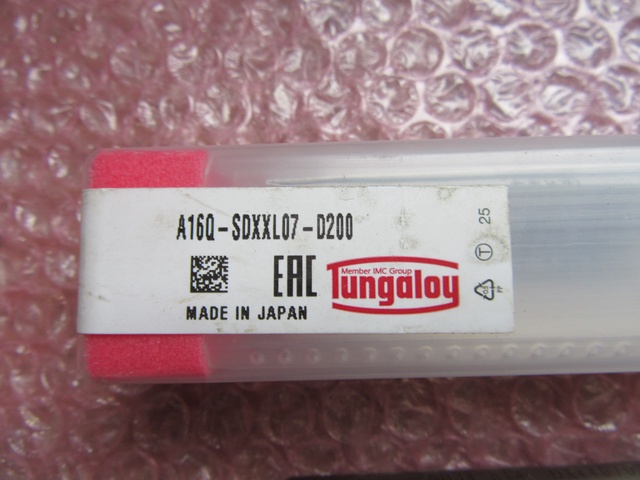 A16Q-SDXXL07-D200
EAC
Member IMC Group
Tungaloy
MADE IN JAPAN
T 25